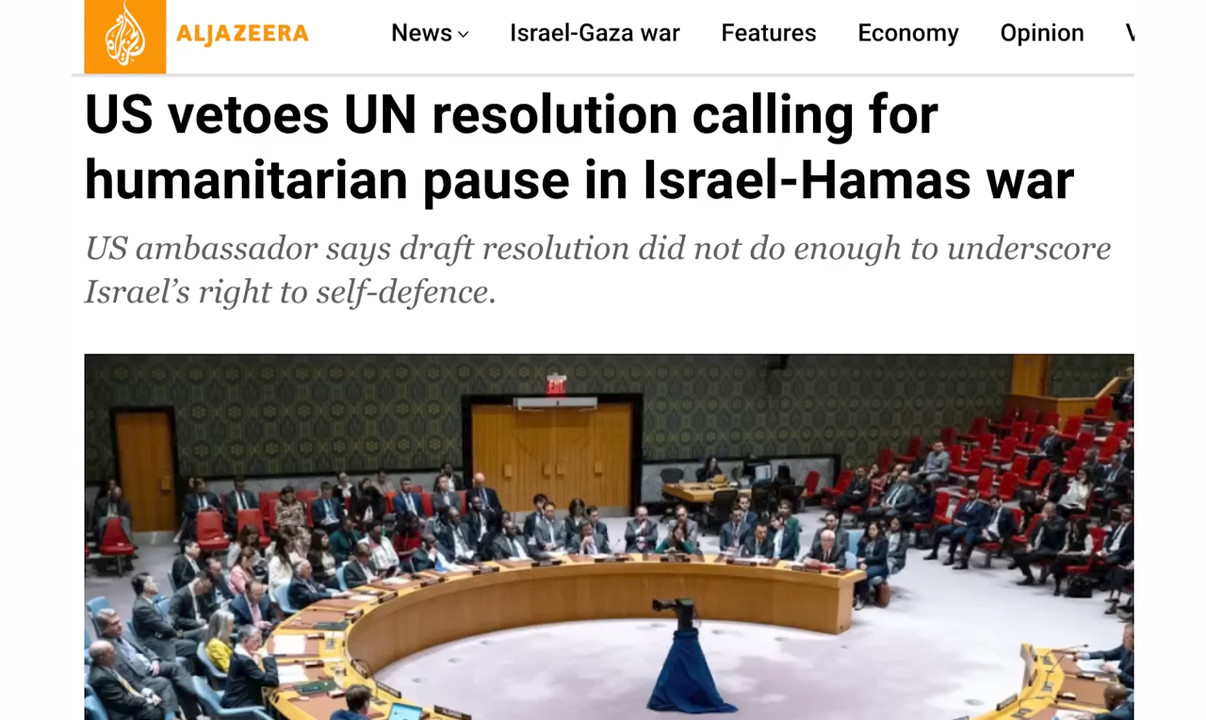 ALJAZEERA
News Israel-Gaza war Features Economy Opinion
US vetoes UN resolution calling for
humanitarian pause in Israel-Hamas war
US ambassador says draft resolution did not do enough to underscore
Israel’s right to self-defence.
EXIT